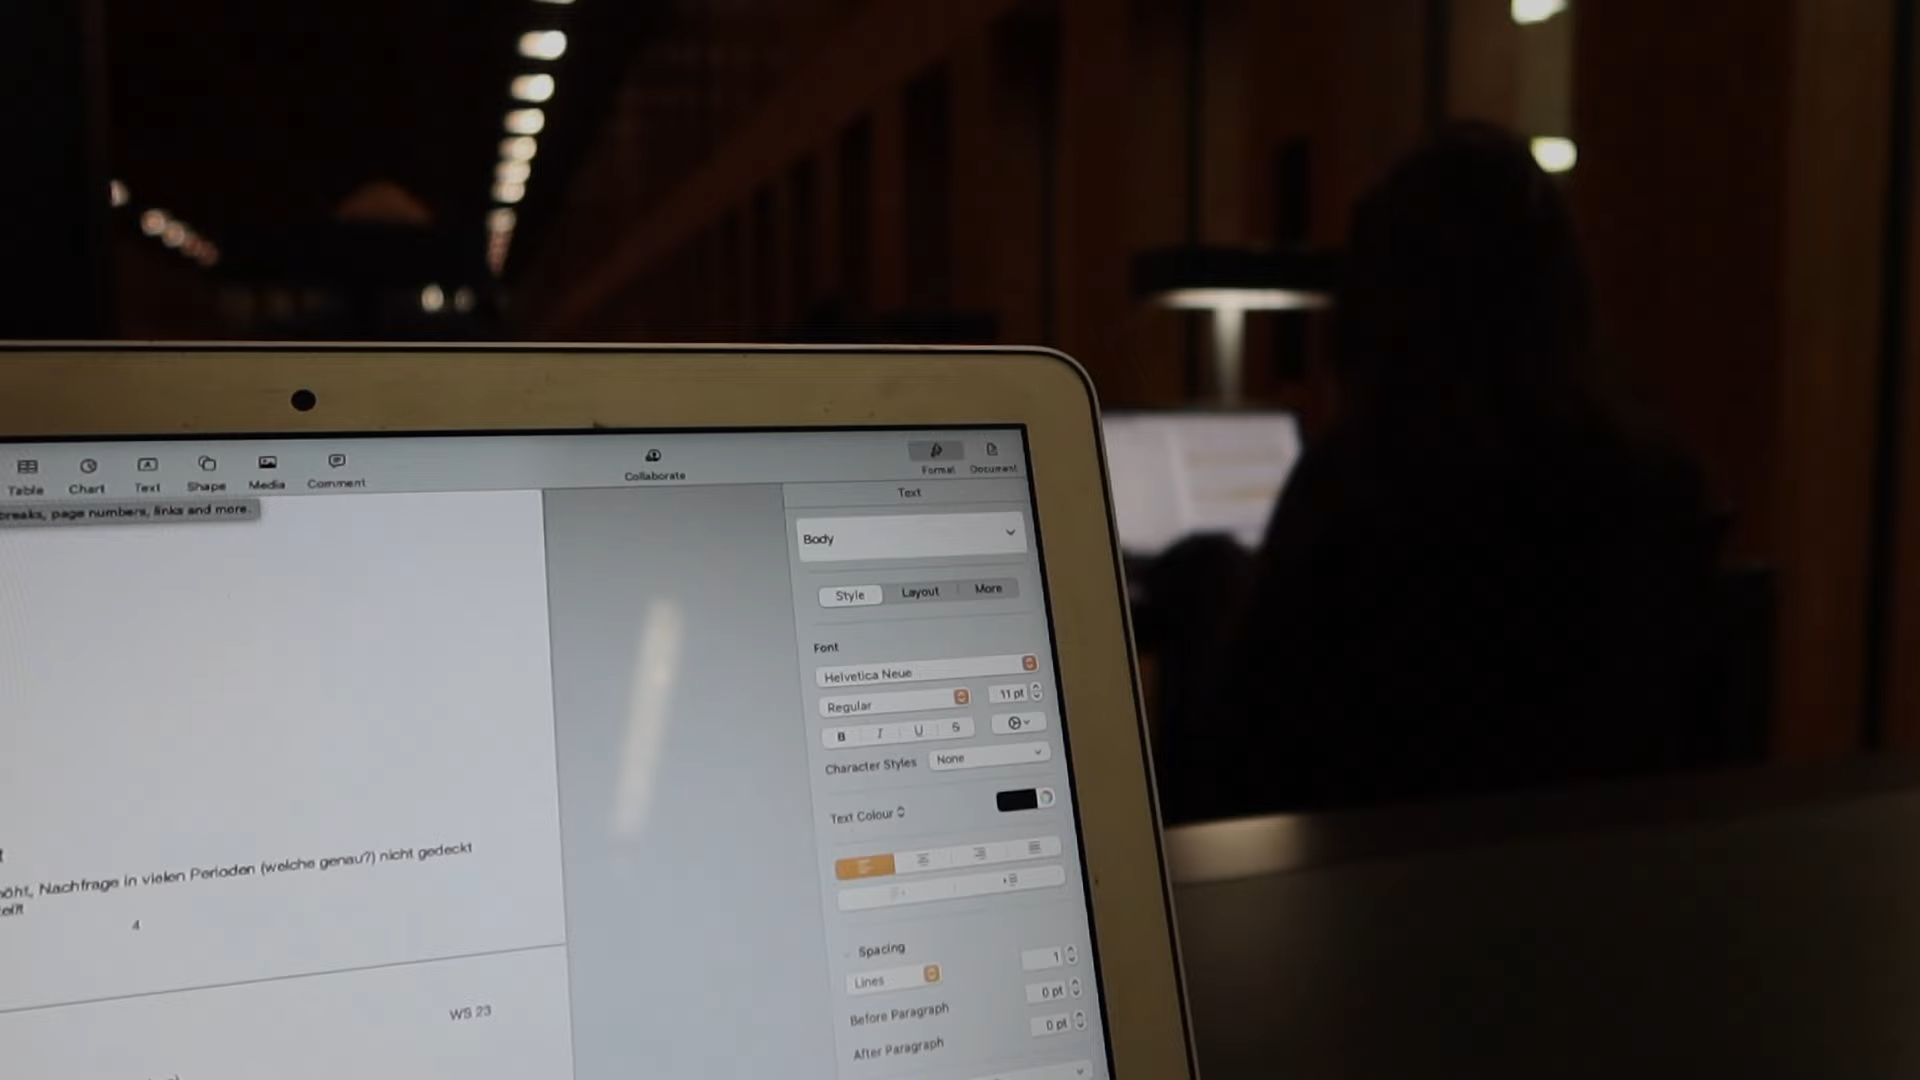 Table Chart Text Shape Media Comment Collaborate Format Document
breaks, page numbers, links and more.
Text
Body
Style Layout More
Font
Helvetica Neue
Regular 11 pt
B I U S
Character Styles None
Text Colour
höht, Nachfrage in vielen Perioden (welche genau?) nicht gedeckt
4
Spacing
Lines 1
WS 23
Before Paragraph 0 pt
After Paragraph 0 pt